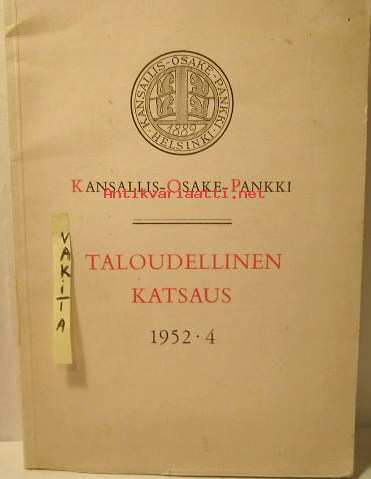 KANSALLIS-OSAKE-PANKKI · HELSINKI ·
1889
KANSALLIS-OSAKE-PANKKI
Antikvariaatti.net
TALOUDELLINEN
KATSAUS
1952 · 4
VAKITA